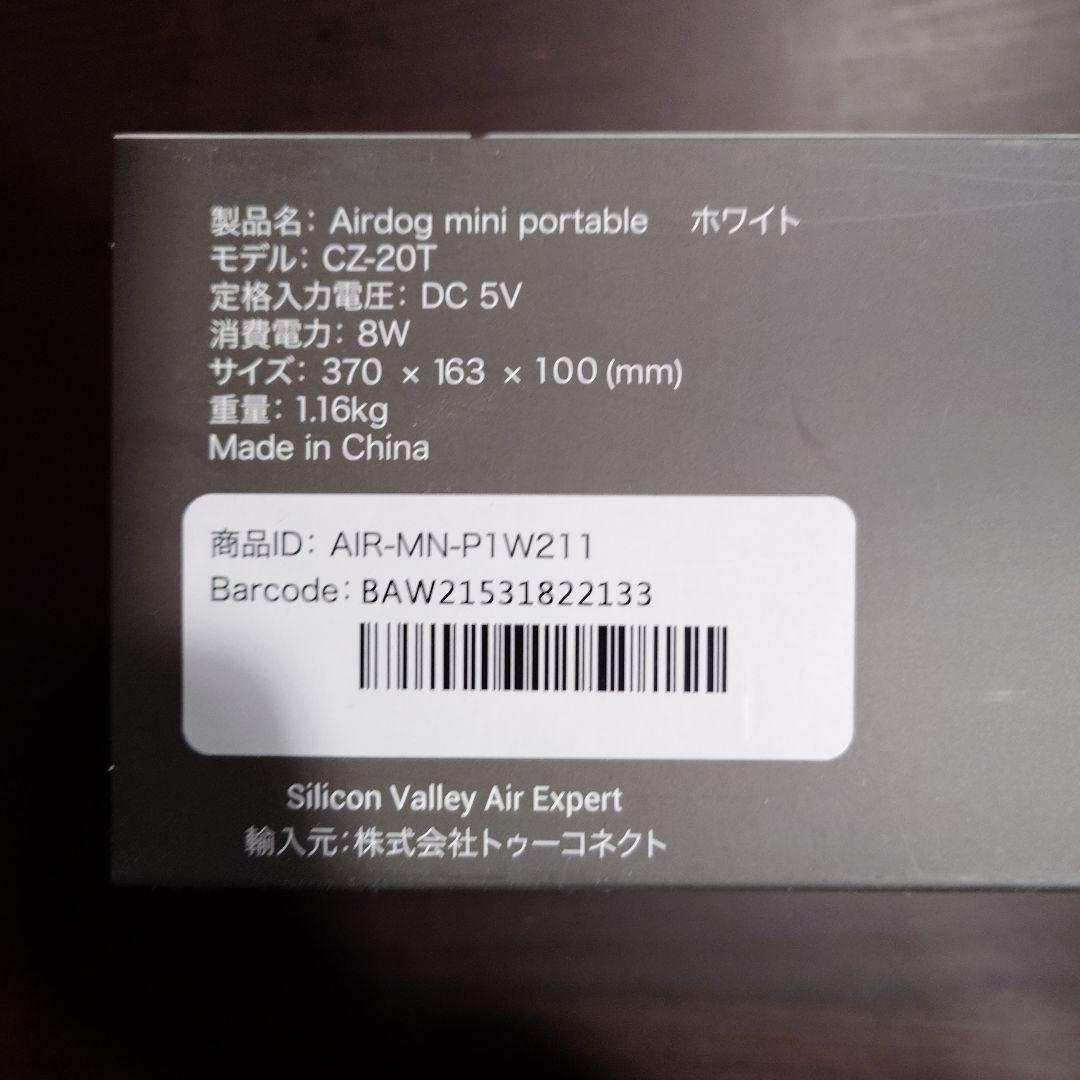 製品名: Airdog mini portable ホワイト
モデル: CZ-20T
定格入力電圧: DC 5V
消費電力: 8W
サイズ: 370 × 163 × 100 (mm)
重量: 1.16kg
Made in China
商品ID: AIR-MN-P1W211
Barcode: BAW21531822133
Silicon Valley Air Expert
輸入元:株式会社トゥーコネクト